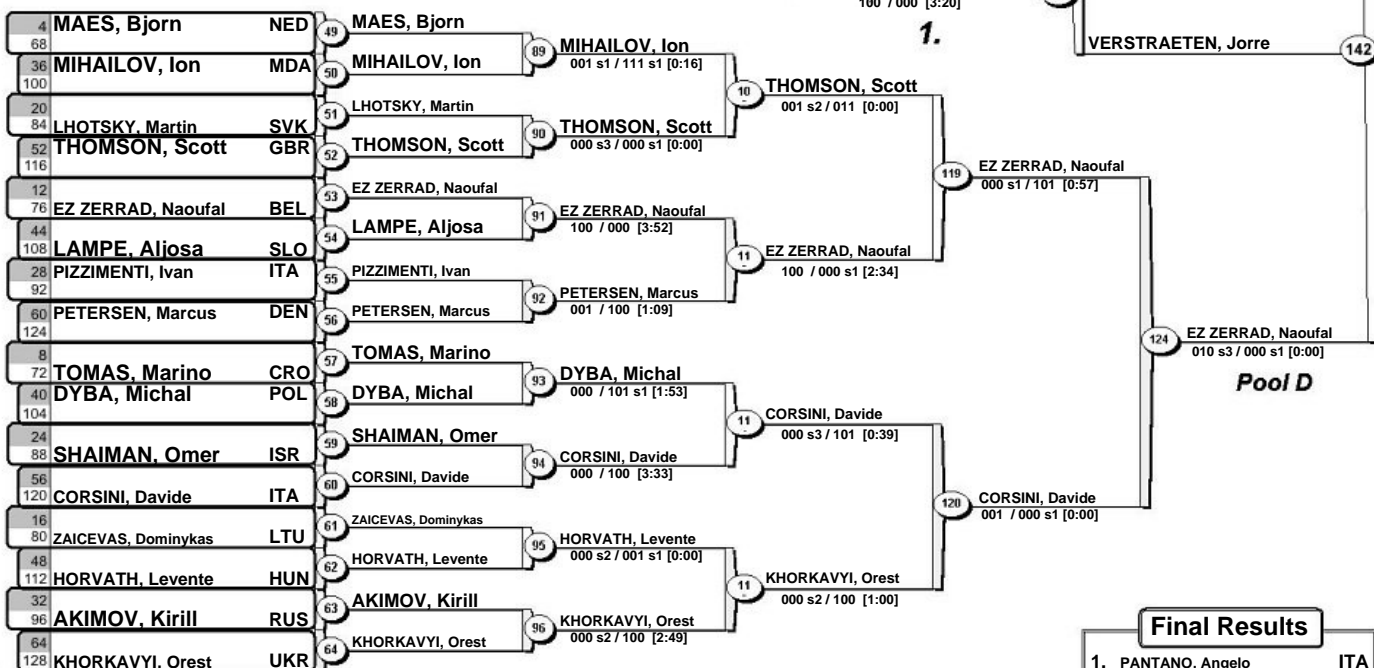 100 / 000 [3:20]
1.
VERSTRAETEN, Jorre
142
4 68 MAES, Bjorn NED
36 100 MIHAILOV, Ion MDA
20 84 LHOTSKY, Martin SVK
52 116 THOMSON, Scott GBR
12 76 EZ ZERRAD, Naoufal BEL
44 108 LAMPE, Aljosa SLO
28 92 PIZZIMENTI, Ivan ITA
60 124 PETERSEN, Marcus DEN
8 72 TOMAS, Marino CRO
40 104 DYBA, Michal POL
24 88 SHAIMAN, Omer ISR
56 120 CORSINI, Davide ITA
16 80 ZAICEVAS, Dominykas LTU
48 112 HORVATH, Levente HUN
32 96 AKIMOV, Kirill RUS
64 128 KHORKAVYI, Orest UKR
49 MAES, Bjorn
50 MIHAILOV, Ion
51 LHOTSKY, Martin
52 THOMSON, Scott
53 EZ ZERRAD, Naoufal
54 LAMPE, Aljosa
55 PIZZIMENTI, Ivan
56 PETERSEN, Marcus
57 TOMAS, Marino
58 DYBA, Michal
59 SHAIMAN, Omer
60 CORSINI, Davide
61 ZAICEVAS, Dominykas
62 HORVATH, Levente
63 AKIMOV, Kirill
64 KHORKAVYI, Orest
89 MIHAILOV, Ion
001 s1 / 111 s1 [0:16]
90 THOMSON, Scott
000 s3 / 000 s1 [0:00]
91 EZ ZERRAD, Naoufal
100 / 000 [3:52]
92 PETERSEN, Marcus
001 / 100 [1:09]
93 DYBA, Michal
000 / 101 s1 [1:53]
94 CORSINI, Davide
000 / 100 [3:33]
95 HORVATH, Levente
000 s2 / 001 s1 [0:00]
96 KHORKAVYI, Orest
000 s2 / 100 [2:49]
10 THOMSON, Scott
001 s2 / 011 [0:00]
11 EZ ZERRAD, Naoufal
100 / 000 s1 [2:34]
11 CORSINI, Davide
000 s3 / 101 [0:39]
11 KHORKAVYI, Orest
000 s2 / 100 [1:00]
119 EZ ZERRAD, Naoufal
000 s1 / 101 [0:57]
120 CORSINI, Davide
001 / 000 s1 [0:00]
124 EZ ZERRAD, Naoufal
010 s3 / 000 s1 [0:00]
Pool D
Final Results
1. PANTANO, Angelo ITA